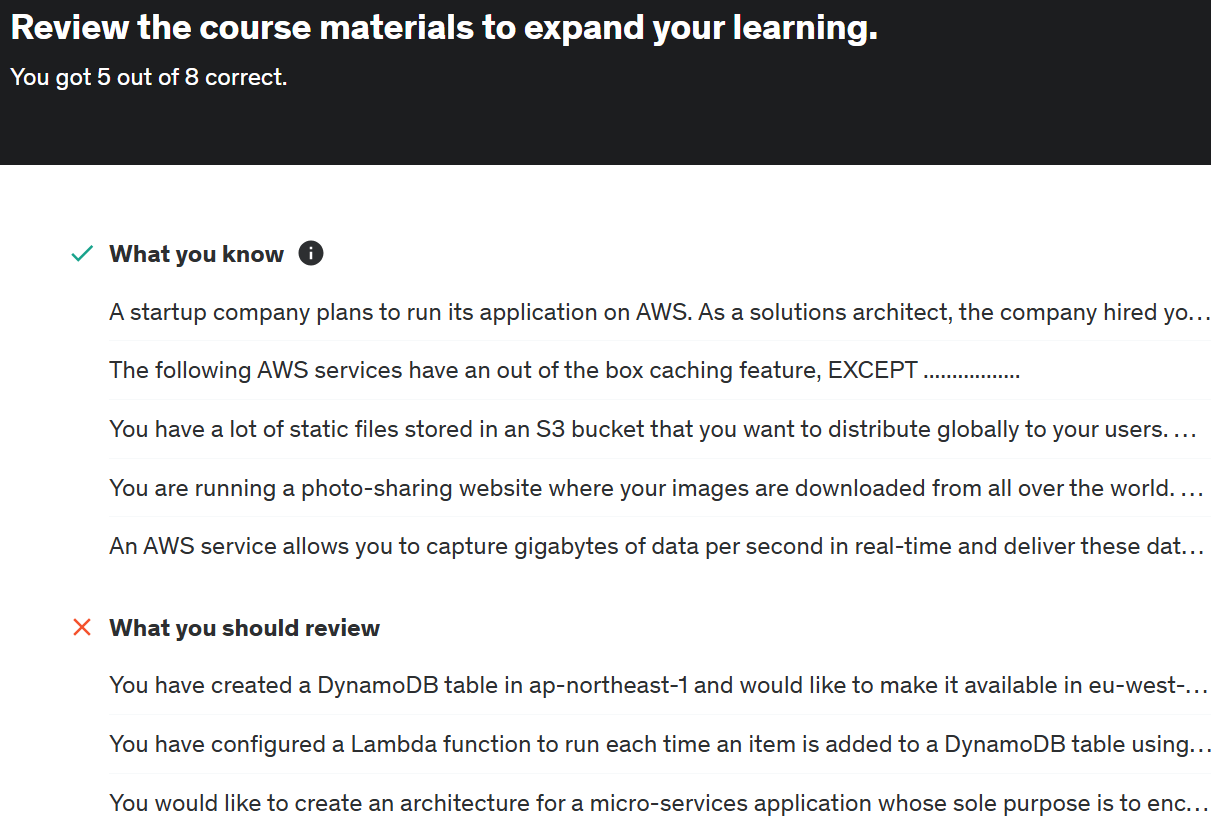 Review the course materials to expand your learning.
You got 5 out of 8 correct.
What you know
A startup company plans to run its application on AWS. As a solutions architect, the company hired yo...
The following AWS services have an out of the box caching feature, EXCEPT .................
You have a lot of static files stored in an S3 bucket that you want to distribute globally to your users. ...
You are running a photo-sharing website where your images are downloaded from all over the world. ...
An AWS service allows you to capture gigabytes of data per second in real-time and deliver these dat...
What you should review
You have created a DynamoDB table in ap-northeast-1 and would like to make it available in eu-west-...
You have configured a Lambda function to run each time an item is added to a DynamoDB table using...
You would like to create an architecture for a micro-services application whose sole purpose is to enc...